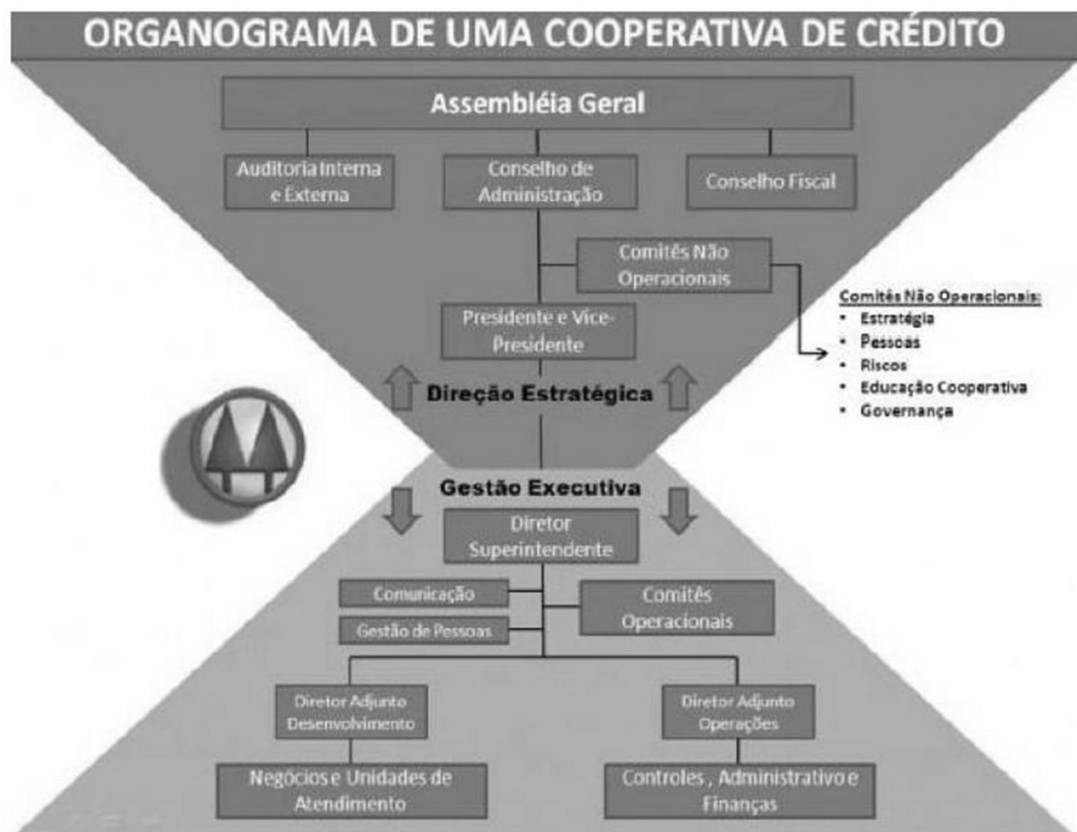 ORGANOGRAMA DE UMA COOPERATIVA DE CRÉDITO
Assembléia Geral
Auditoria Interna
e Externa
Conselho de
Administração
Conselho Fiscal
Comitês Não
Operacionais
Presidente e Vice-
Presidente
Comitês Não Operacionais:
• Estratégia
• Pessoas
• Riscos
• Educação Cooperativa
• Governança
Direção Estratégica
Gestão Executiva
Diretor
Superintendente
Comunicação
Gestão de Pessoas
Comitês
Operacionais
Diretor Adjunto
Desenvolvimento
Diretor Adjunto
Operações
Negócios e Unidades de
Atendimento
Controles , Administrativo e
Finanças